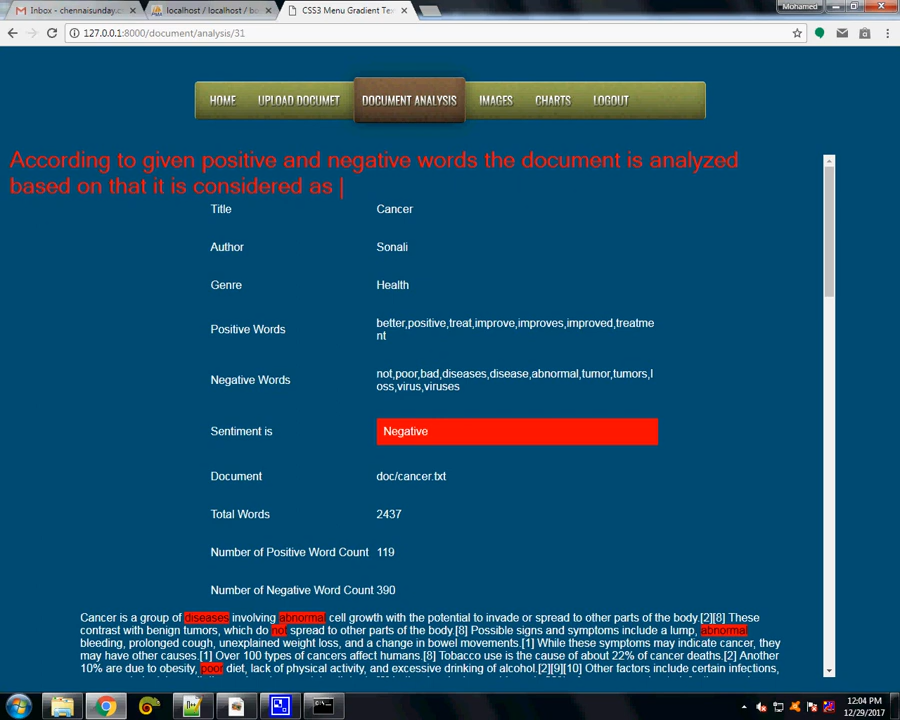 Inbox - chennaisunday.c
localhost / localhost / be
CSS3 Menu Gradient Tex
Mohamed
127.0.0.1:8000/document/analysis/31
HOME UPLOAD DOCUMET DOCUMENT ANALYSIS IMAGES CHARTS LOGOUT
According to given positive and negative words the document is analyzed
based on that it is considered as |
Title Cancer
Author Sonali
Genre Health
Positive Words better,positive,treat,improve,improves,improved,treatme
nt
Negative Words not,poor,bad,diseases,disease,abnormal,tumor,tumors,l
oss,virus,viruses
Sentiment is Negative
Document doc/cancer.txt
Total Words 2437
Number of Positive Word Count 119
Number of Negative Word Count 390
Cancer is a group of diseases involving abnormal cell growth with the potential to invade or spread to other parts of the body.[2][8] These
contrast with benign tumors, which do not spread to other parts of the body.[8] Possible signs and symptoms include a lump, abnormal
bleeding, prolonged cough, unexplained weight loss, and a change in bowel movements.[1] While these symptoms may indicate cancer, they
may have other causes.[1] Over 100 types of cancers affect humans.[8] Tobacco use is the cause of about 22% of cancer deaths.[2] Another
10% are due to obesity, poor diet, lack of physical activity, and excessive drinking of alcohol.[2][9][10] Other factors include certain infections,
12:04 PM
12/29/2017